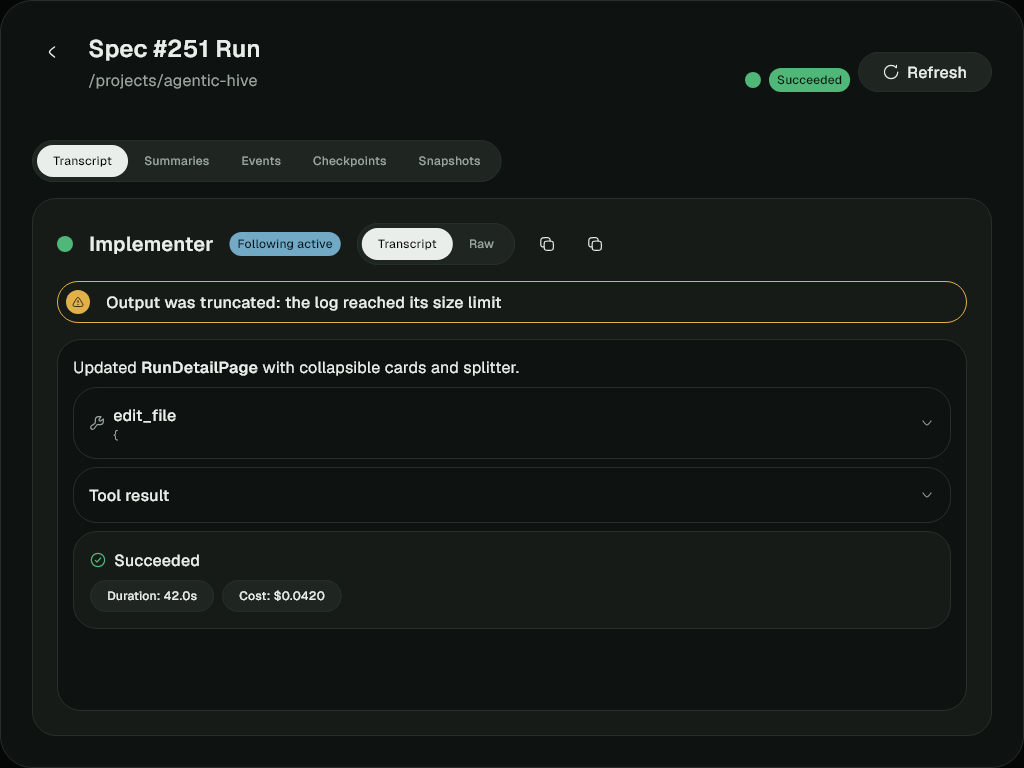 Spec #251 Run
/projects/agentic-hive
Succeeded
Refresh
Transcript
Summaries
Events
Checkpoints
Snapshots
Implementer
Following active
Transcript
Raw
Output was truncated: the log reached its size limit
Updated RunDetailPage with collapsible cards and splitter.
edit_file
{
Tool result
Succeeded
Duration: 42.0s
Cost: $0.0420